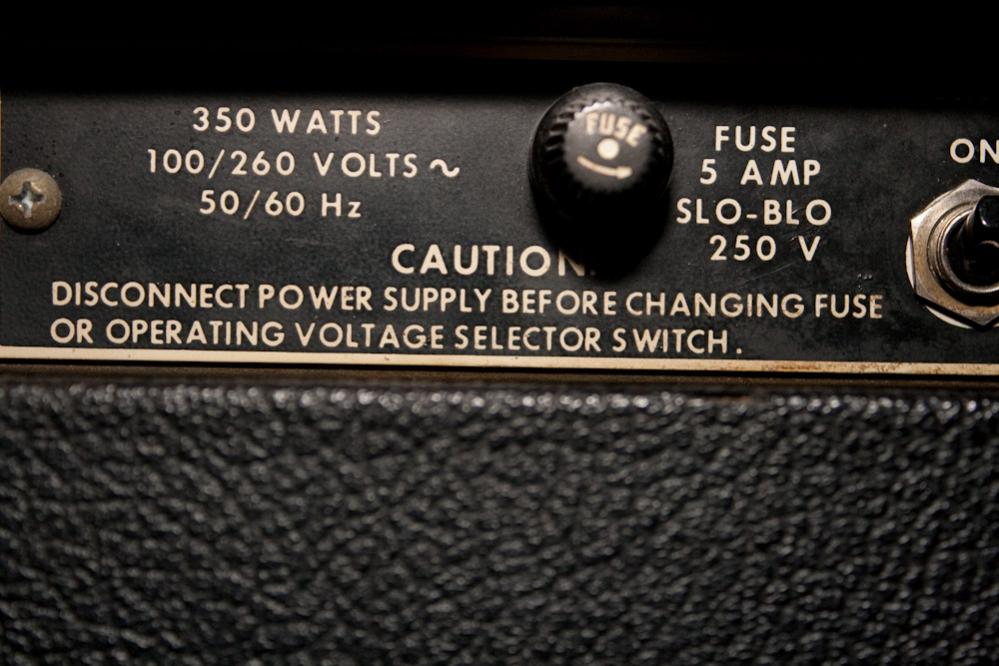 350 WATTS
100/260 VOLTS ~
50/60 Hz
FUSE
FUSE
5 AMP
SLO-BLO
250 V
ON
CAUTION
DISCONNECT POWER SUPPLY BEFORE CHANGING FUSE
OR OPERATING VOLTAGE SELECTOR SWITCH.